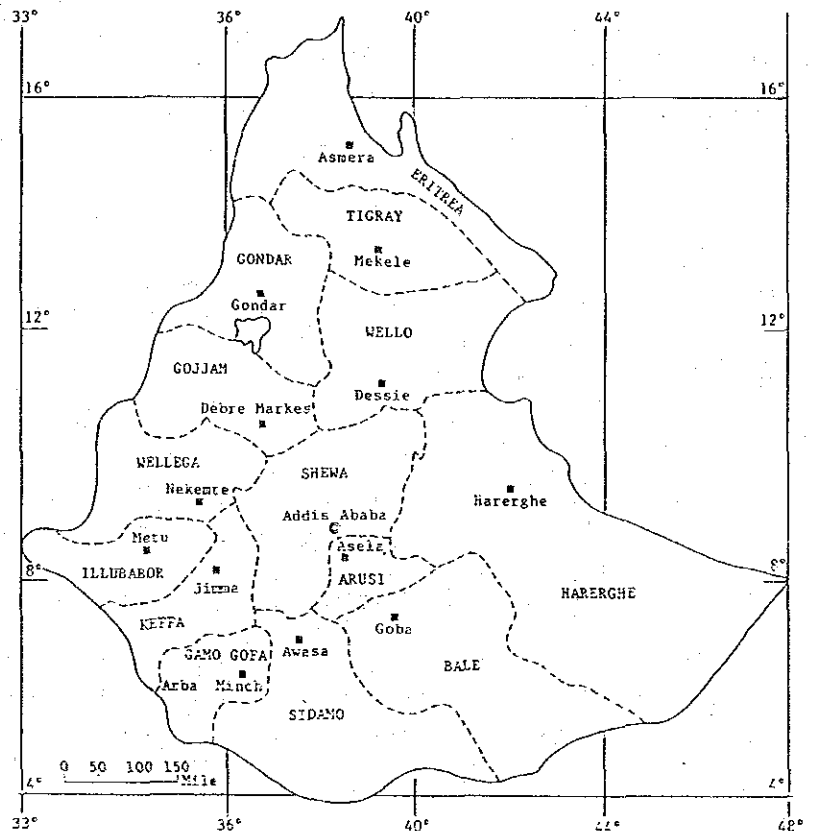 33° 36° 40° 44°
16° 16°
Asmera
ERITREA
TIGRAY
Mekele
GONDAR
Gondar
12° 12°
WELLO
GOJJAM
Dessie
Debre Markes
WELLEGA
SHEWA
Nekemte
Harerghe
Addis Ababa
Metu
Asela
8° 8°
ILLUBABOR
Jimma
ARUSI
HARERGHE
KEFFA
Goba
GAMO GOFA
Awasa
BALE
Arba Minch
SIDAMO
0 50 100 150
Mile
4° 4°
33° 36° 40° 44° 48°